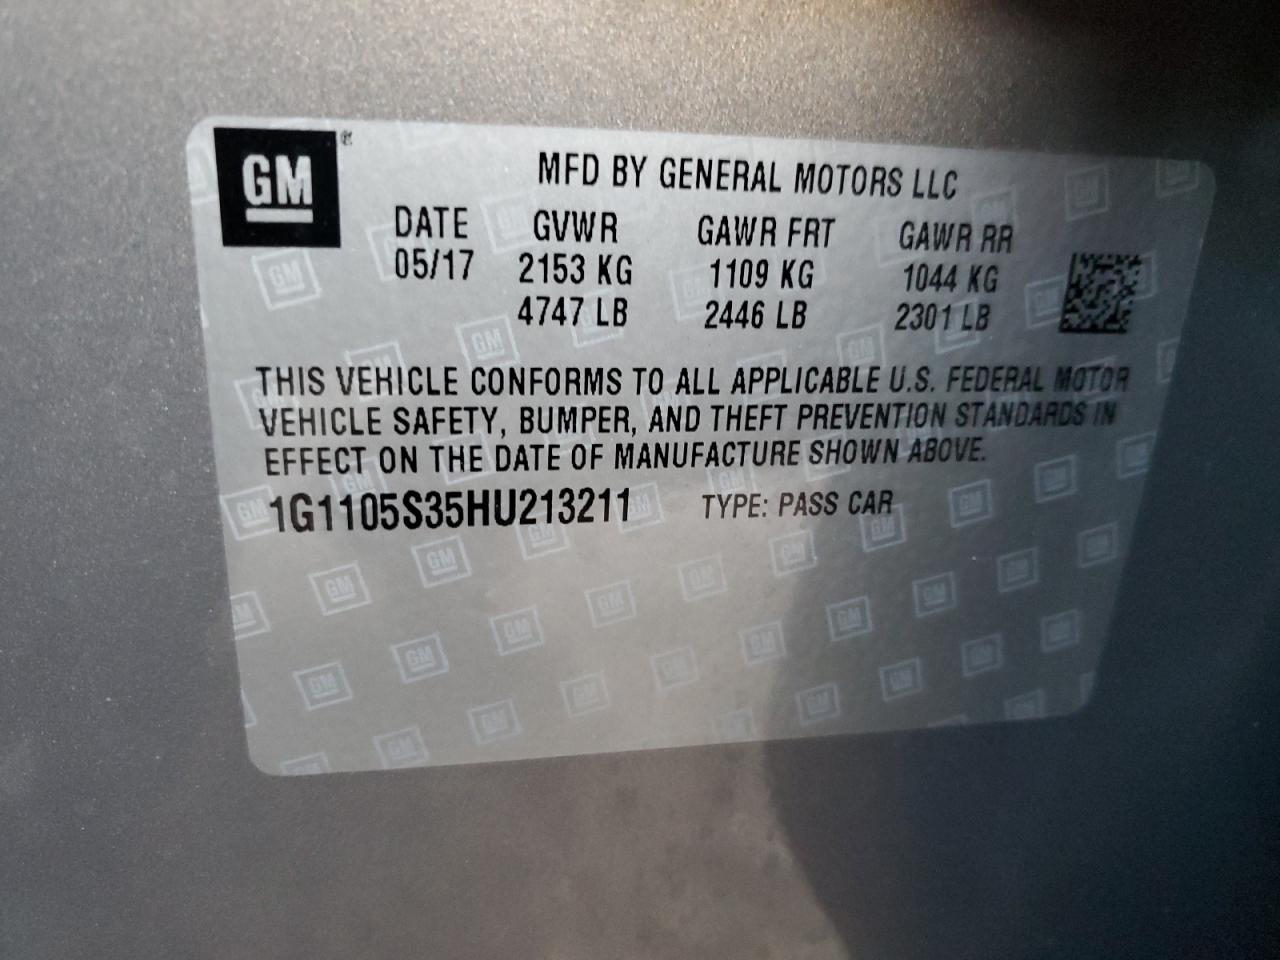 GM®
MFD BY GENERAL MOTORS LLC
DATE GVWR GAWR FRT GAWR RR
05/17 2153 KG 1109 KG 1044 KG
4747 LB 2446 LB 2301 LB
THIS VEHICLE CONFORMS TO ALL APPLICABLE U.S. FEDERAL MOTOR
VEHICLE SAFETY, BUMPER, AND THEFT PREVENTION STANDARDS IN
EFFECT ON THE DATE OF MANUFACTURE SHOWN ABOVE.
1G1105S35HU213211 TYPE: PASS CAR